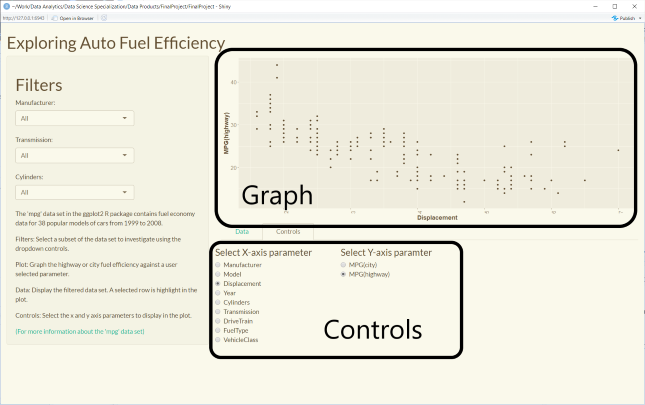 ~/Work/Data Analytics/Data Science Specialization/Data Products/FinalProject/FinalProject - Shiny
http://127.0.0.1:6940
Open in Browser
Publish
Exploring Auto Fuel Efficiency
Filters
Manufacturer:
All
Transmission:
All
Cylinders:
All
The 'mpg' data set in the ggplot2 R package contains fuel economy
data for 38 popular models of cars from 1999 to 2008.
Filters: Select a subset of the data set to investigate using the
dropdown controls.
Plot: Graph the highway or city fuel efficiency against a user
selected parameter.
Data: Display the filtered data set. A selected row is highlight in the
plot.
Controls: Select the x and y axis parameters to display in the plot.
(For more information about the 'mpg' data set)
MPG(highway)
40
30
20
Graph
2
3
4
5
6
7
Displacement
Data
Controls
Select X-axis parameter
Manufacturer
Model
Displacement
Year
Cylinders
Transmission
DriveTrain
FuelType
VehicleClass
Select Y-axis paramter
MPG(city)
MPG(highway)
Controls